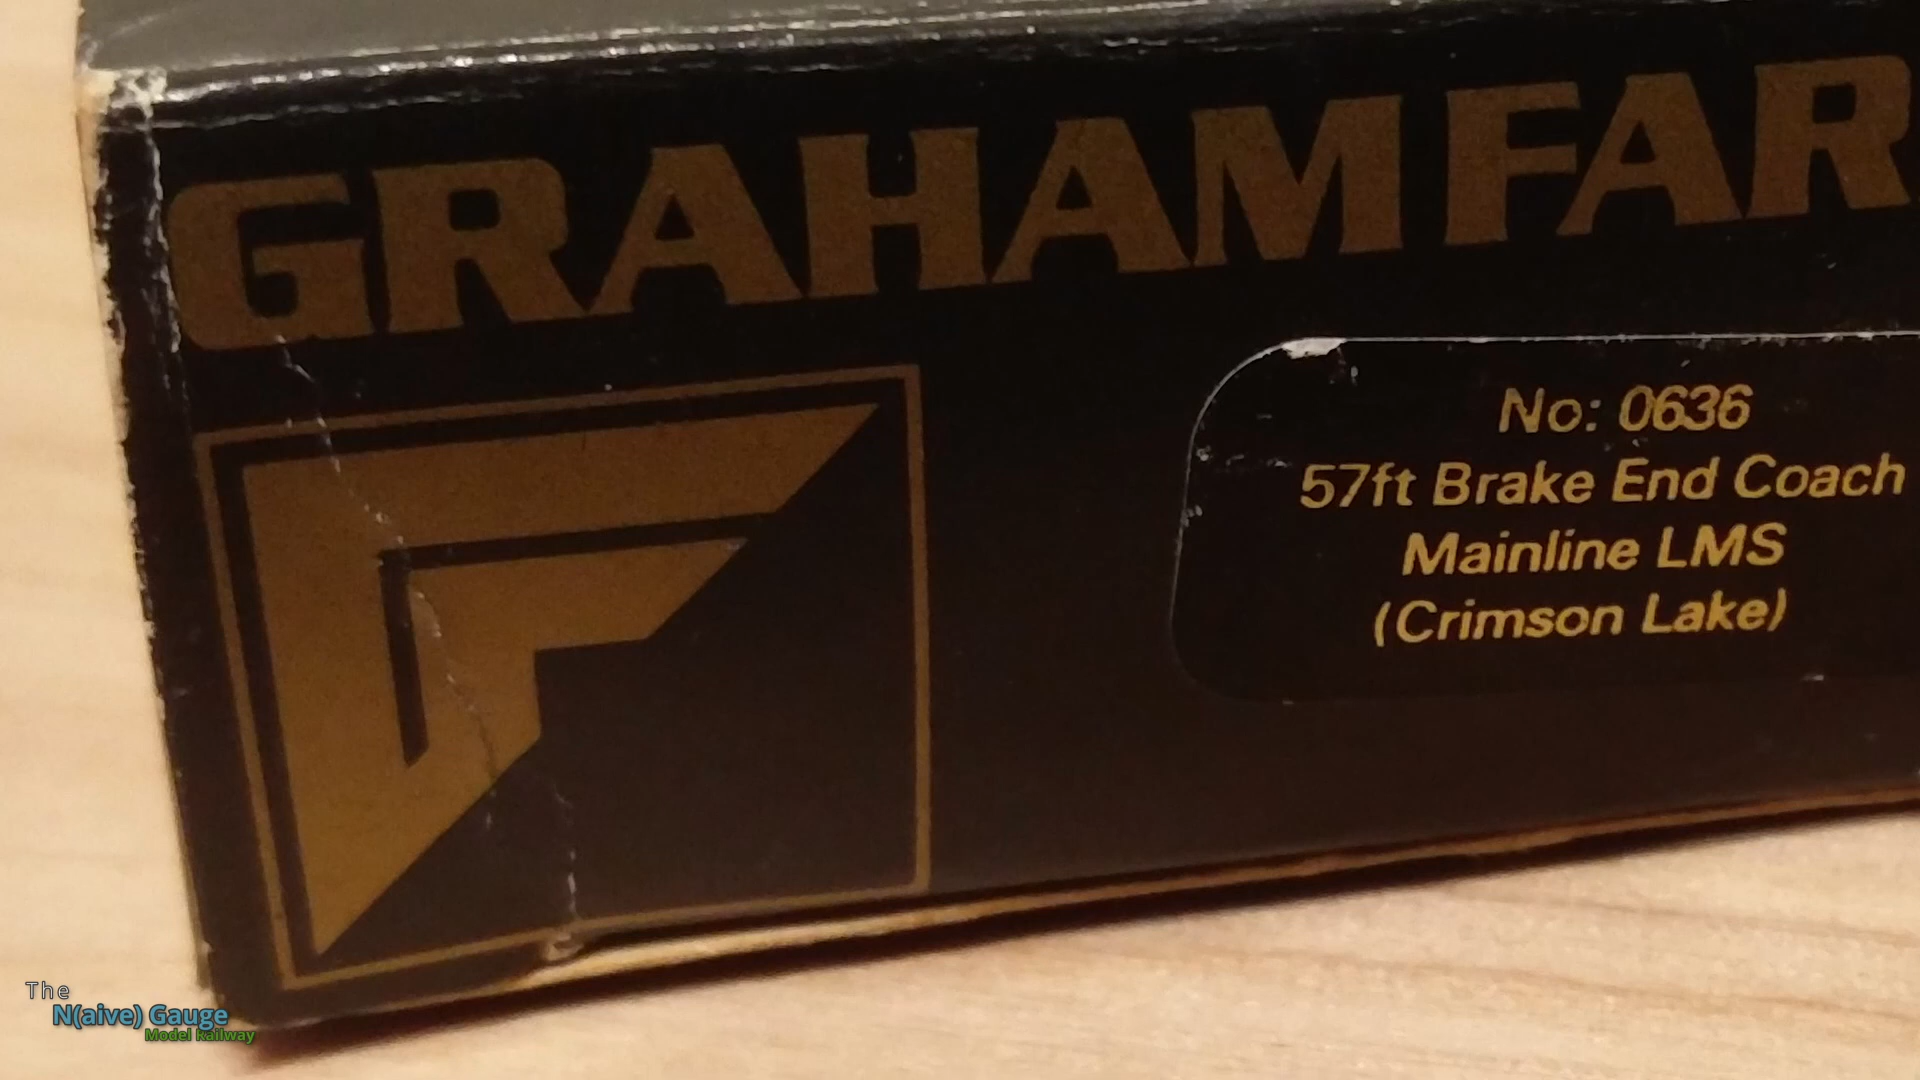 GRAHAM FAR
No: 0636
57ft Brake End Coach
Mainline LMS
(Crimson Lake)
The
N(aive) Gauge
Model Railway